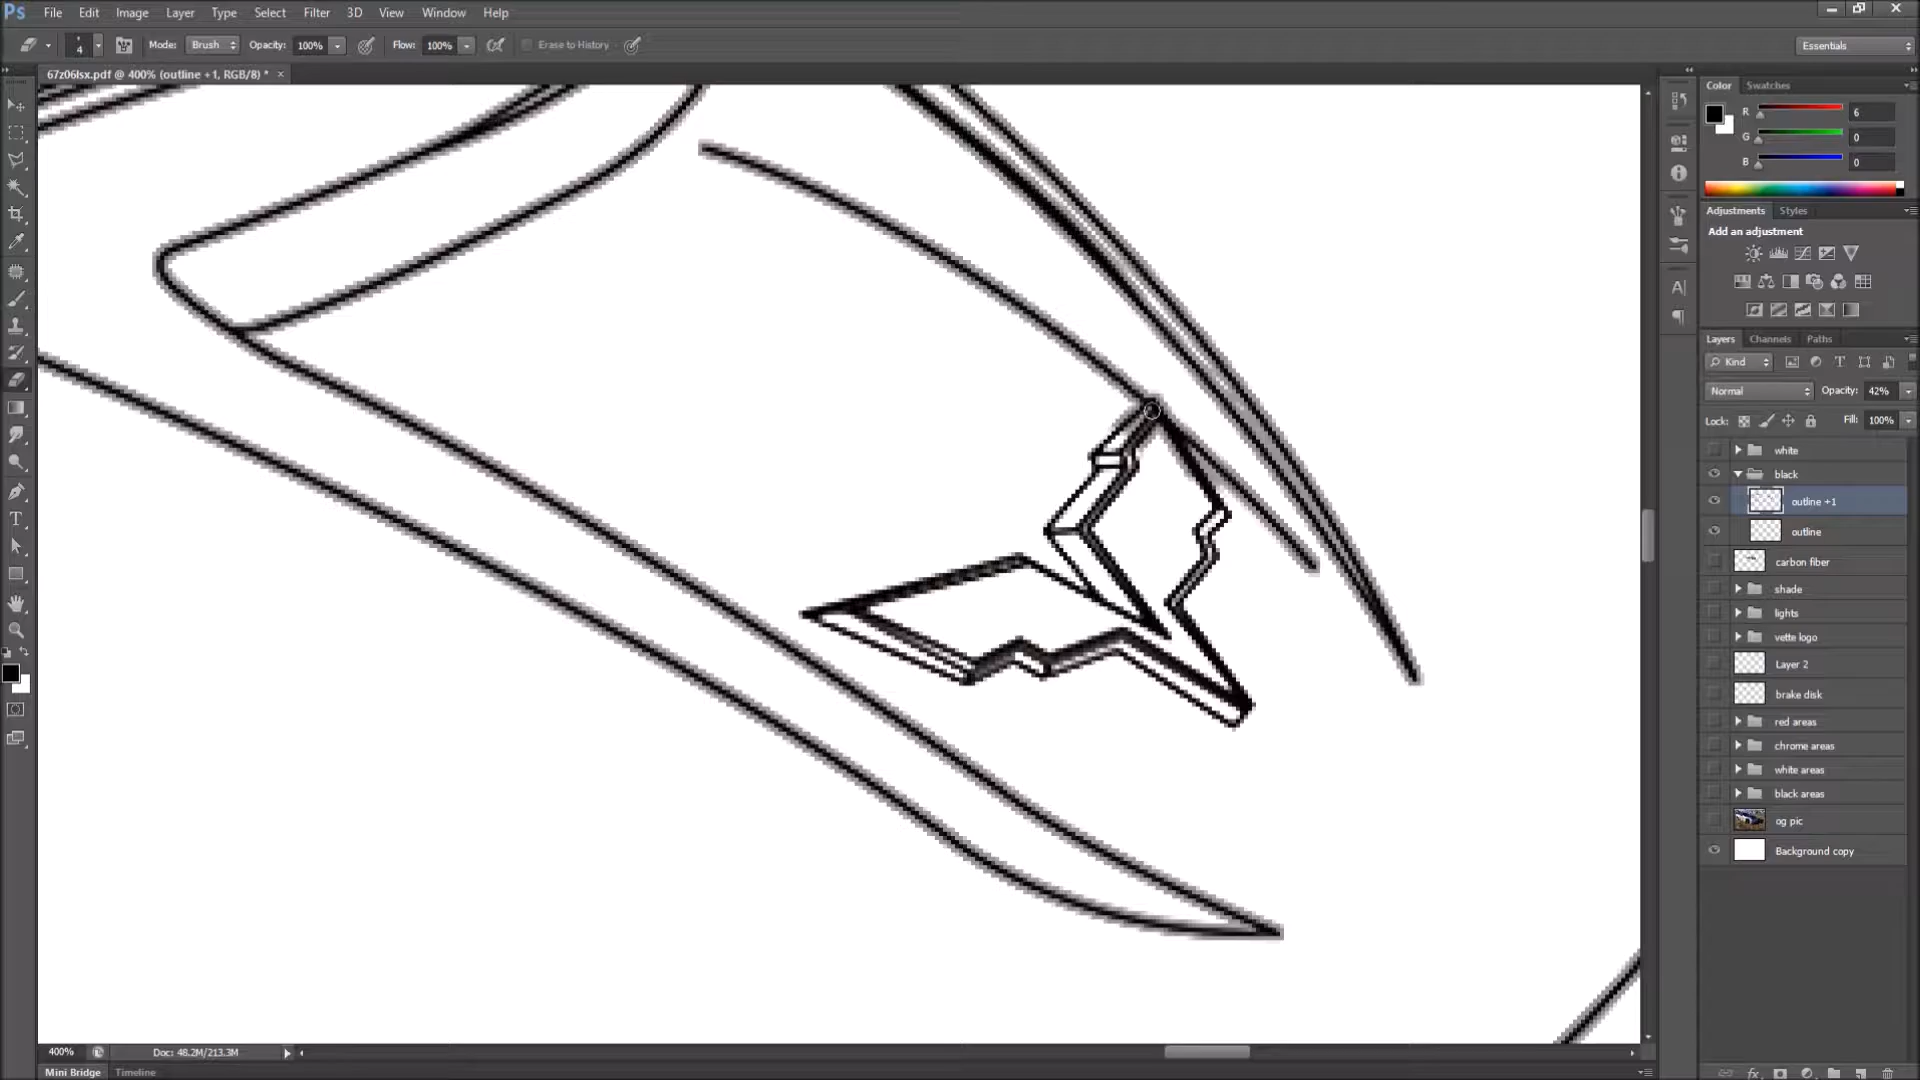 Ps File Edit Image Layer Type Select Filter 3D View Window Help
4 Mode: Brush Opacity: 100% Flow: 100% Erase to History Essentials
67z06lsx.pdf @ 400% (outline +1, RGB/8) * ×
Color Swatches
R 6
G 0
B 0
Adjustments Styles
Add an adjustment
Layers Channels Paths
Kind
Normal Opacity: 42%
Lock: Fill: 100%
white
black
outline +1
outline
carbon fiber
shade
lights
vette logo
Layer 2
brake disk
red areas
chrome areas
white areas
black areas
og pic
Background copy
400% Doc: 48.2M/213.3M
Mini Bridge Timeline